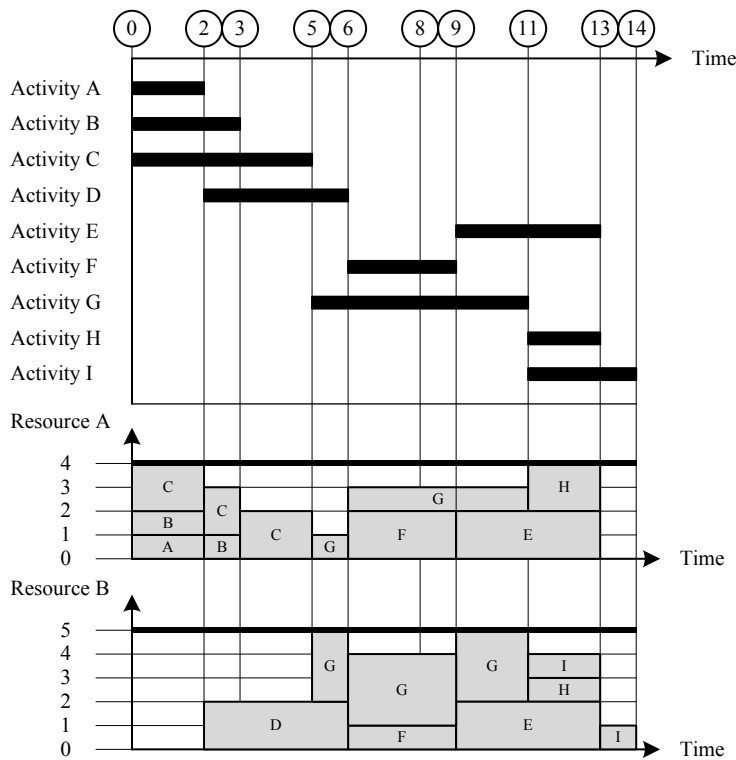 0 2 3 5 6 8 9 11 13 14
Time
Activity A
Activity B
Activity C
Activity D
Activity E
Activity F
Activity G
Activity H
Activity I
Resource A
4
3 C G H
2 C
B F E
1 C
A B G
0 Time
Resource B
5
4 G G I
3 G H
2
D E
1 F I
0 Time